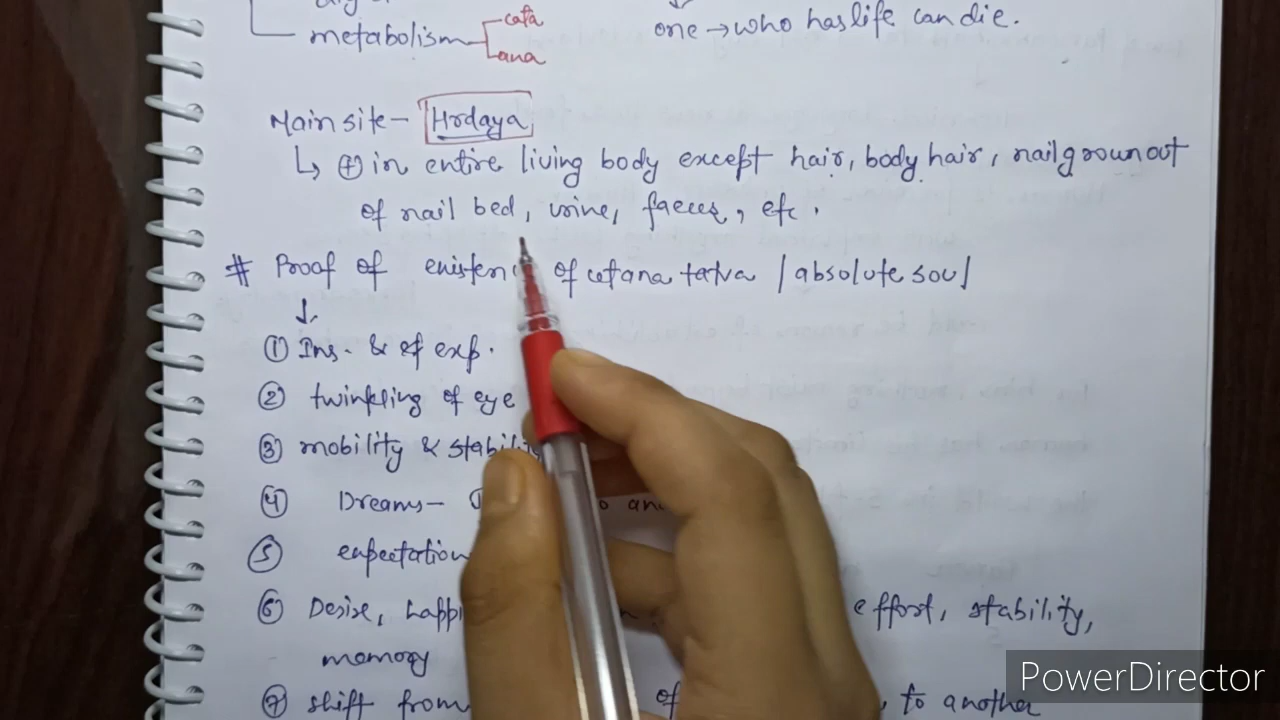 metabolism cata
ana
one → who has life can die.
Main site - Hrdaya
↳ ⊕ in entire living body except hair, body hair, nail grown out
of nail bed, urine, faeces, etc.
# Proof of of cetana tatva / absolute soul
① Ins. & of exp.
② twinkling of eye
③ mobility &
④ Dreams -
⑤ expectation
⑥ Desire, effort, stability,
memory
⑦ shift from of to another
PowerDirector